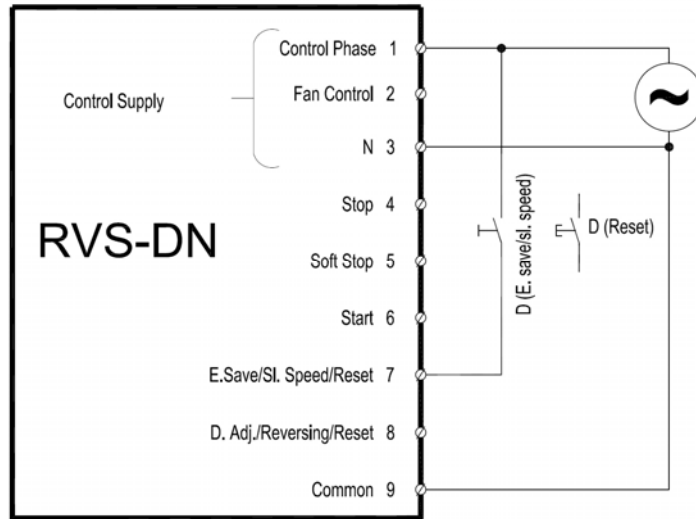 Control Phase 1
Fan Control 2
Control Supply
N 3
Stop 4
RVS-DN
Soft Stop 5
Start 6
E.Save/Sl. Speed/Reset 7
D. Adj./Reversing/Reset 8
Common 9
D (E. save/sl. speed)
D (Reset)
~